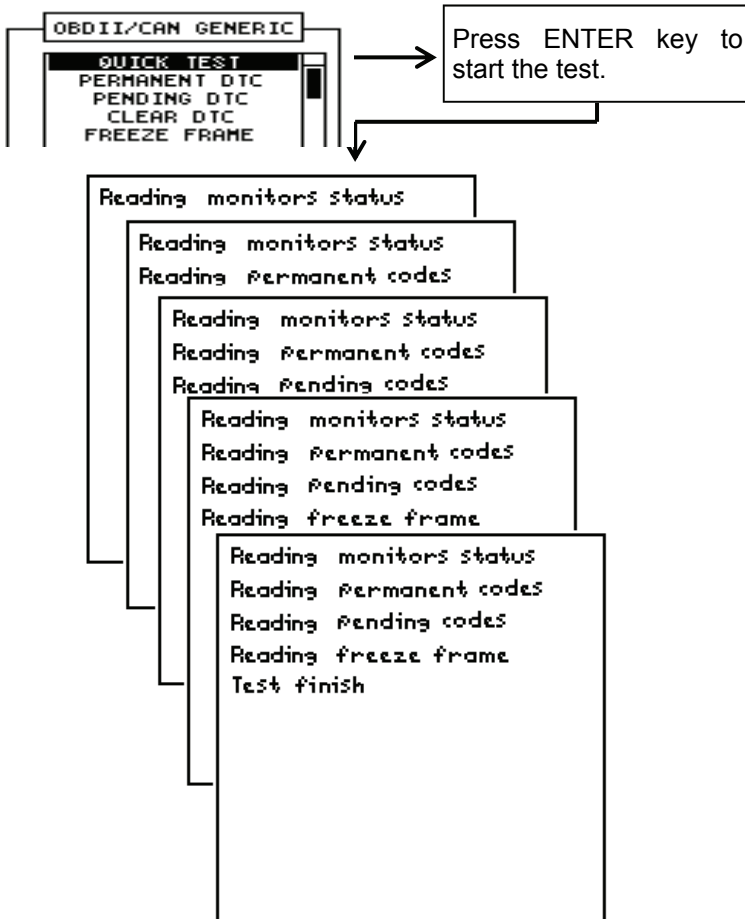 OBDII/CAN GENERIC
QUICK TEST
PERMANENT DTC
PENDING DTC
CLEAR DTC
FREEZE FRAME
Press ENTER key to
start the test.
Reading monitors status
Reading monitors status
Reading permanent codes
Reading monitors status
Reading permanent codes
Reading pending codes
Reading monitors status
Reading permanent codes
Reading pending codes
Reading freeze frame
Reading monitors status
Reading permanent codes
Reading pending codes
Reading freeze frame
Test finish